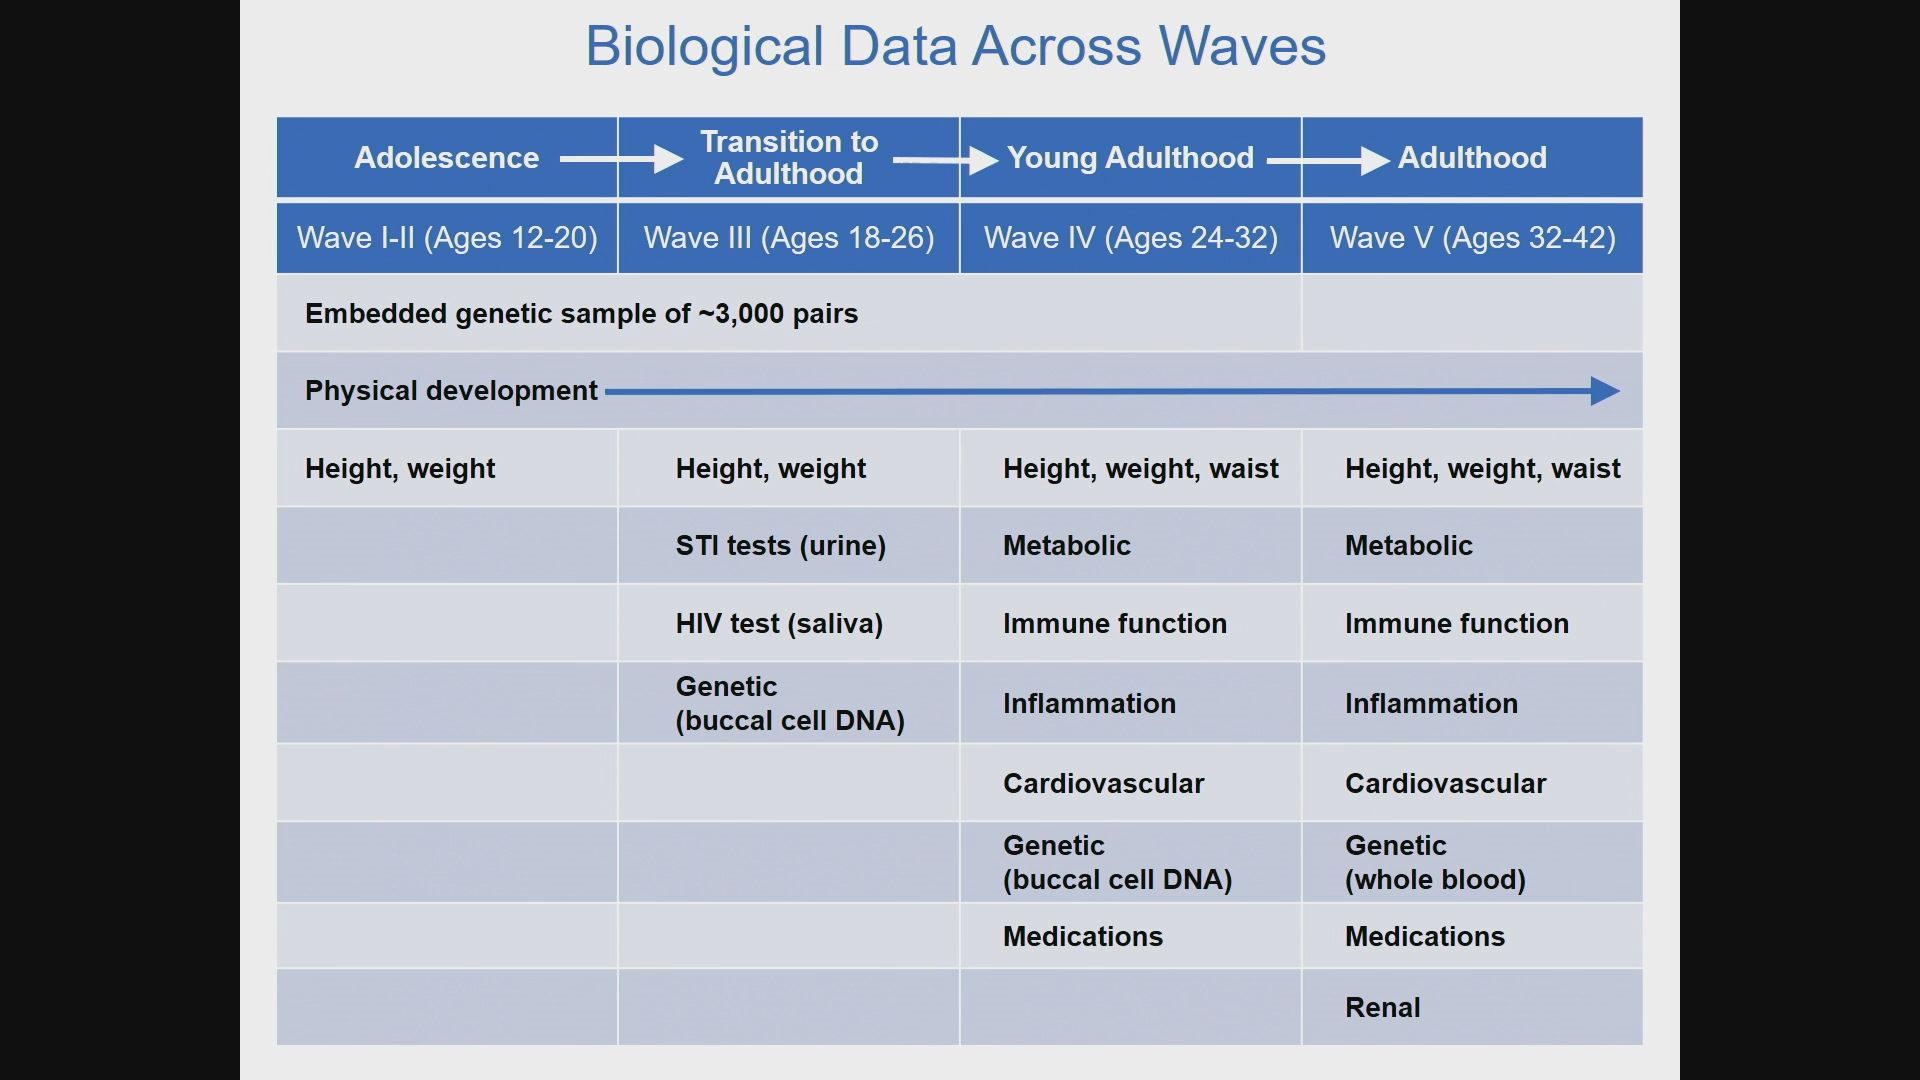 Biological Data Across Waves
Adolescence
Transition to
Adulthood
Young Adulthood
Adulthood
Wave I-II (Ages 12-20)
Wave III (Ages 18-26)
Wave IV (Ages 24-32)
Wave V (Ages 32-42)
Embedded genetic sample of ~3,000 pairs
Physical development
Height, weight
Height, weight
Height, weight, waist
Height, weight, waist
STI tests (urine)
Metabolic
Metabolic
HIV test (saliva)
Immune function
Immune function
Genetic
(buccal cell DNA)
Inflammation
Inflammation
Cardiovascular
Cardiovascular
Genetic
(buccal cell DNA)
Genetic
(whole blood)
Medications
Medications
Renal